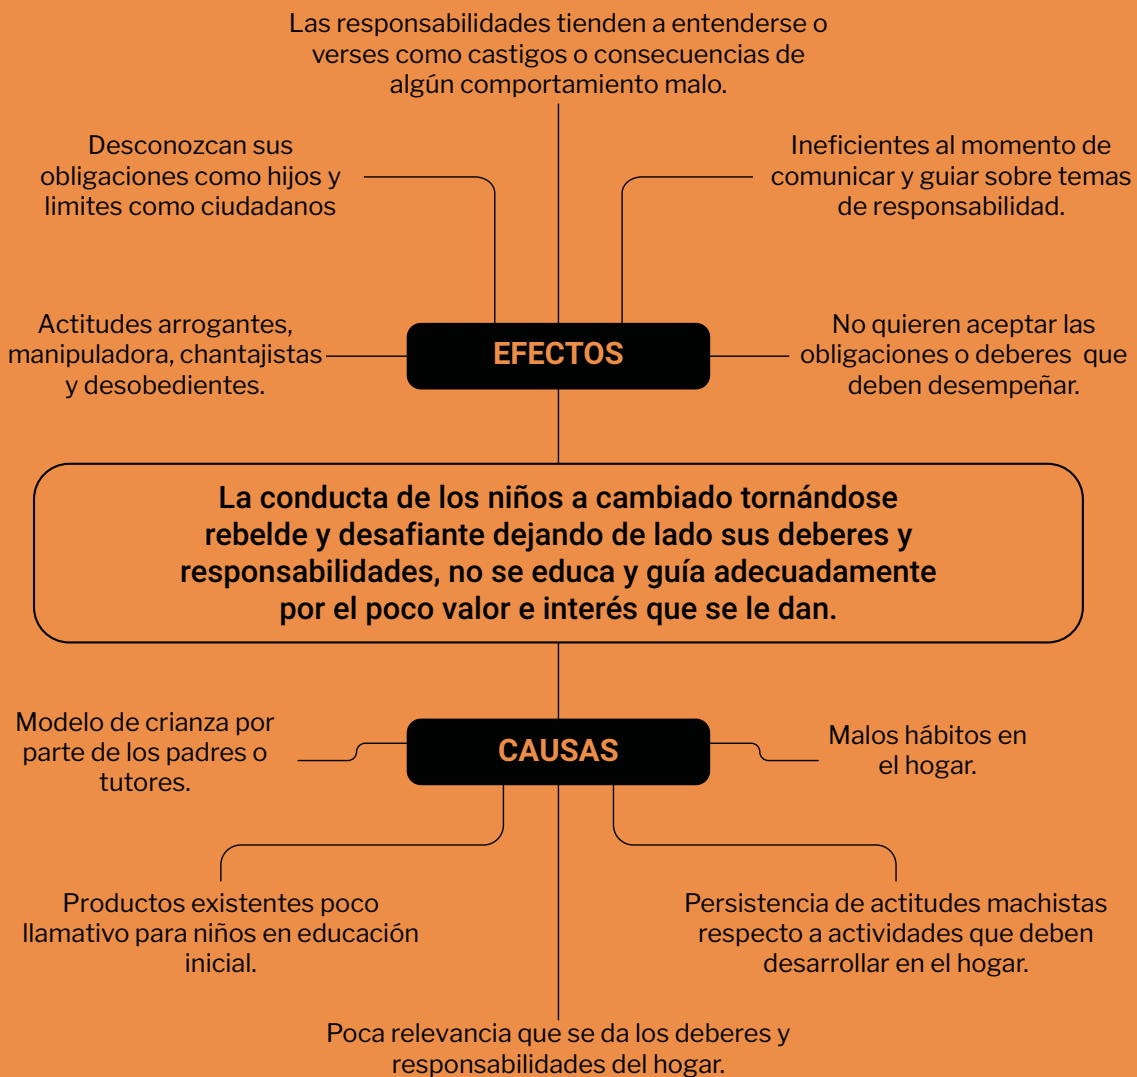 Las responsabilidades tienden a entenderse o
verses como castigos o consecuencias de
algún comportamiento malo.
Desconozcan sus
obligaciones como hijos y
limites como ciudadanos
Ineficientes al momento de
comunicar y guiar sobre temas
de responsabilidad.
Actitudes arrogantes,
manipuladora, chantajistas
y desobedientes.
EFECTOS
No quieren aceptar las
obligaciones o deberes que
deben desempeñar.
La conducta de los niños a cambiado tornándose
rebelde y desafiante dejando de lado sus deberes y
responsabilidades, no se educa y guía adecuadamente
por el poco valor e interés que se le dan.
Modelo de crianza por
parte de los padres o
tutores.
CAUSAS
Malos hábitos en
el hogar.
Productos existentes poco
llamativo para niños en educación
inicial.
Persistencia de actitudes machistas
respecto a actividades que deben
desarrollar en el hogar.
Poca relevancia que se da los deberes y
responsabilidades del hogar.